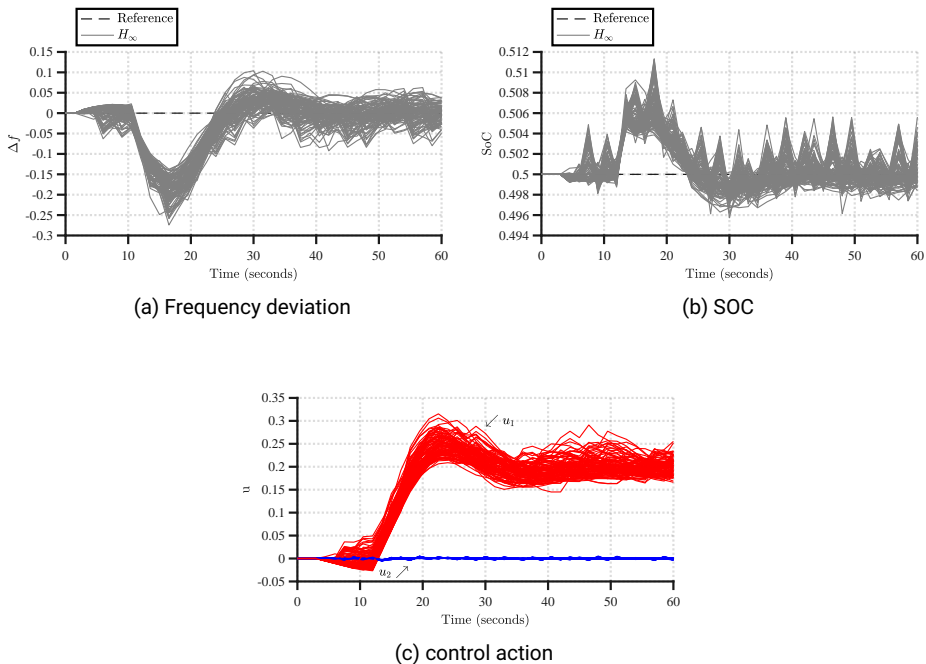 Reference
H∞
0.15
0.1
0.05
0
-0.05
-0.1
-0.15
-0.2
-0.25
-0.3
Δf
0 10 20 30 40 50 60
Time (seconds)
(a) Frequency deviation
Reference
H∞
0.512
0.51
0.508
0.506
0.504
0.502
0.5
0.498
0.496
0.494
SoC
0 10 20 30 40 50 60
Time (seconds)
(b) SOC
0.35
0.3
0.25
0.2
0.15
0.1
0.05
0
-0.05
u
u₁
u₂
0 10 20 30 40 50 60
Time (seconds)
(c) control action